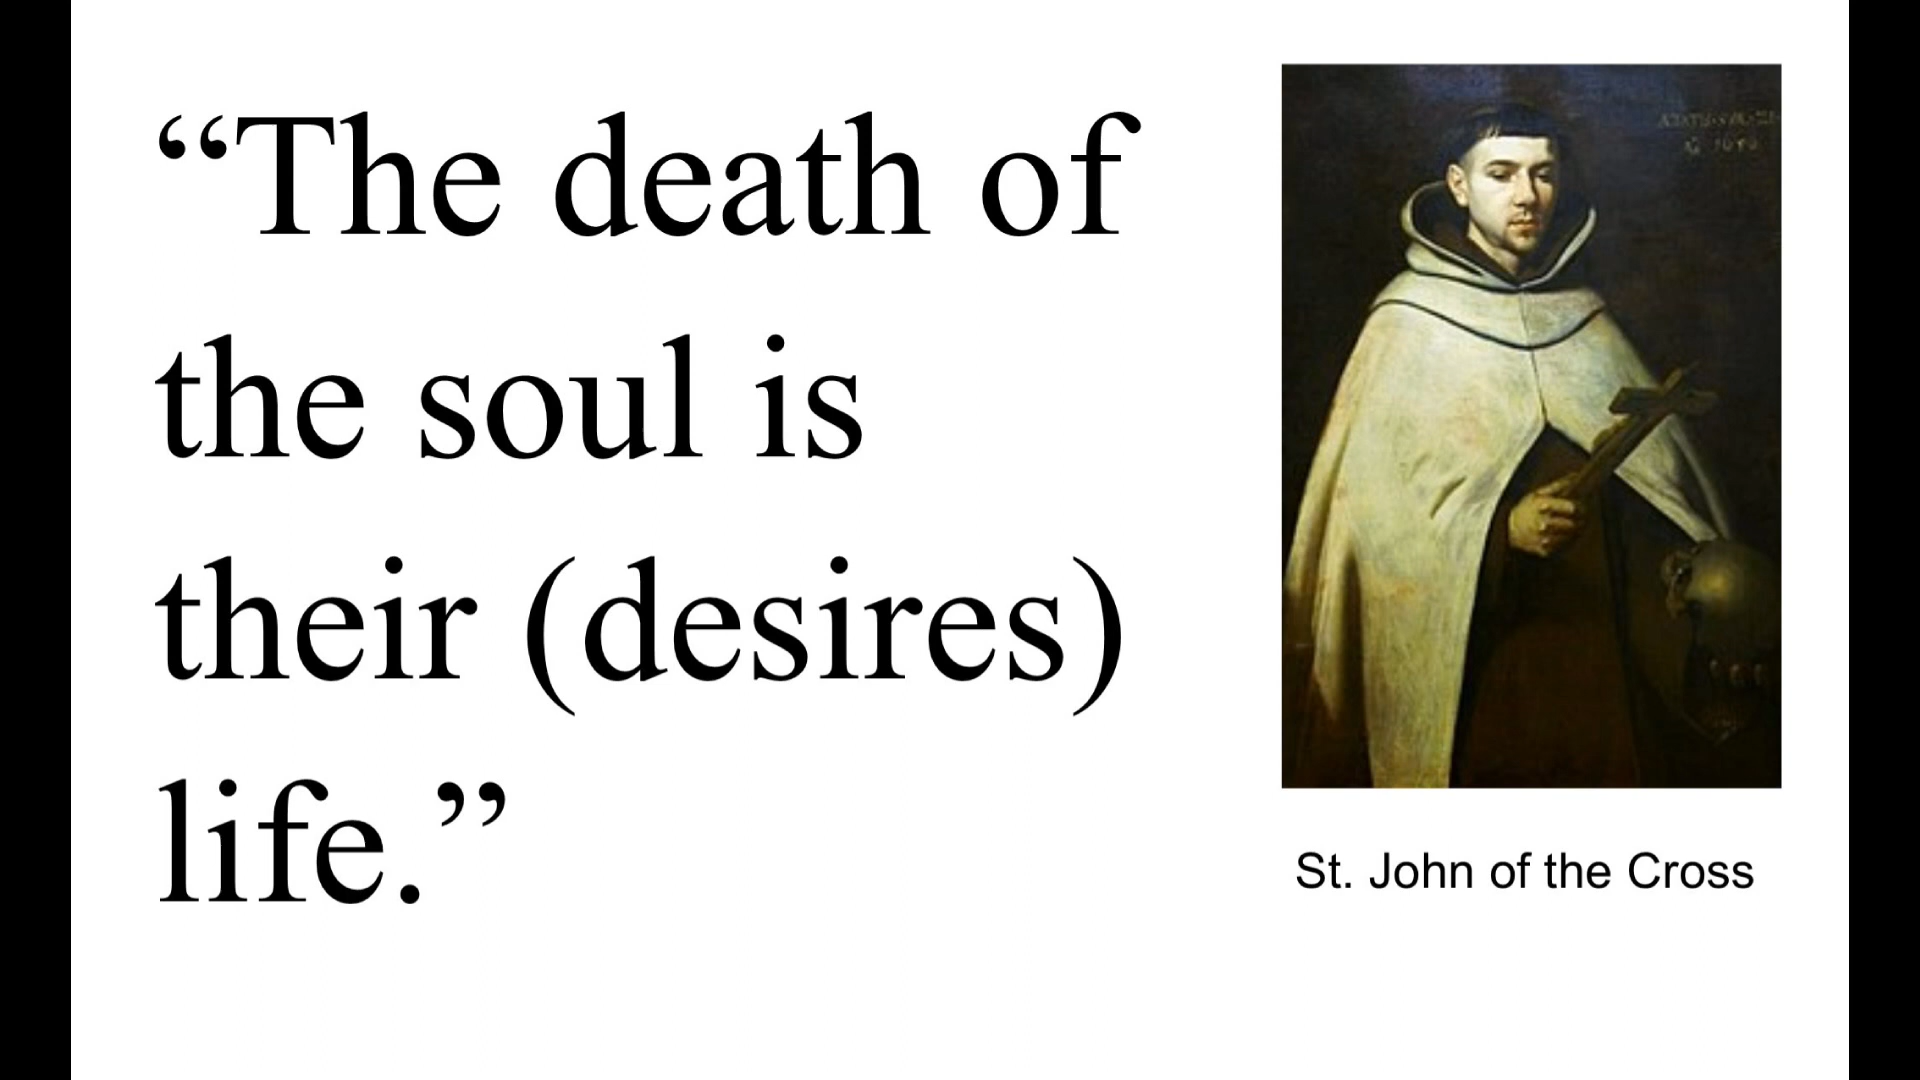 “The death of
the soul is
their (desires)
life.”
St. John of the Cross